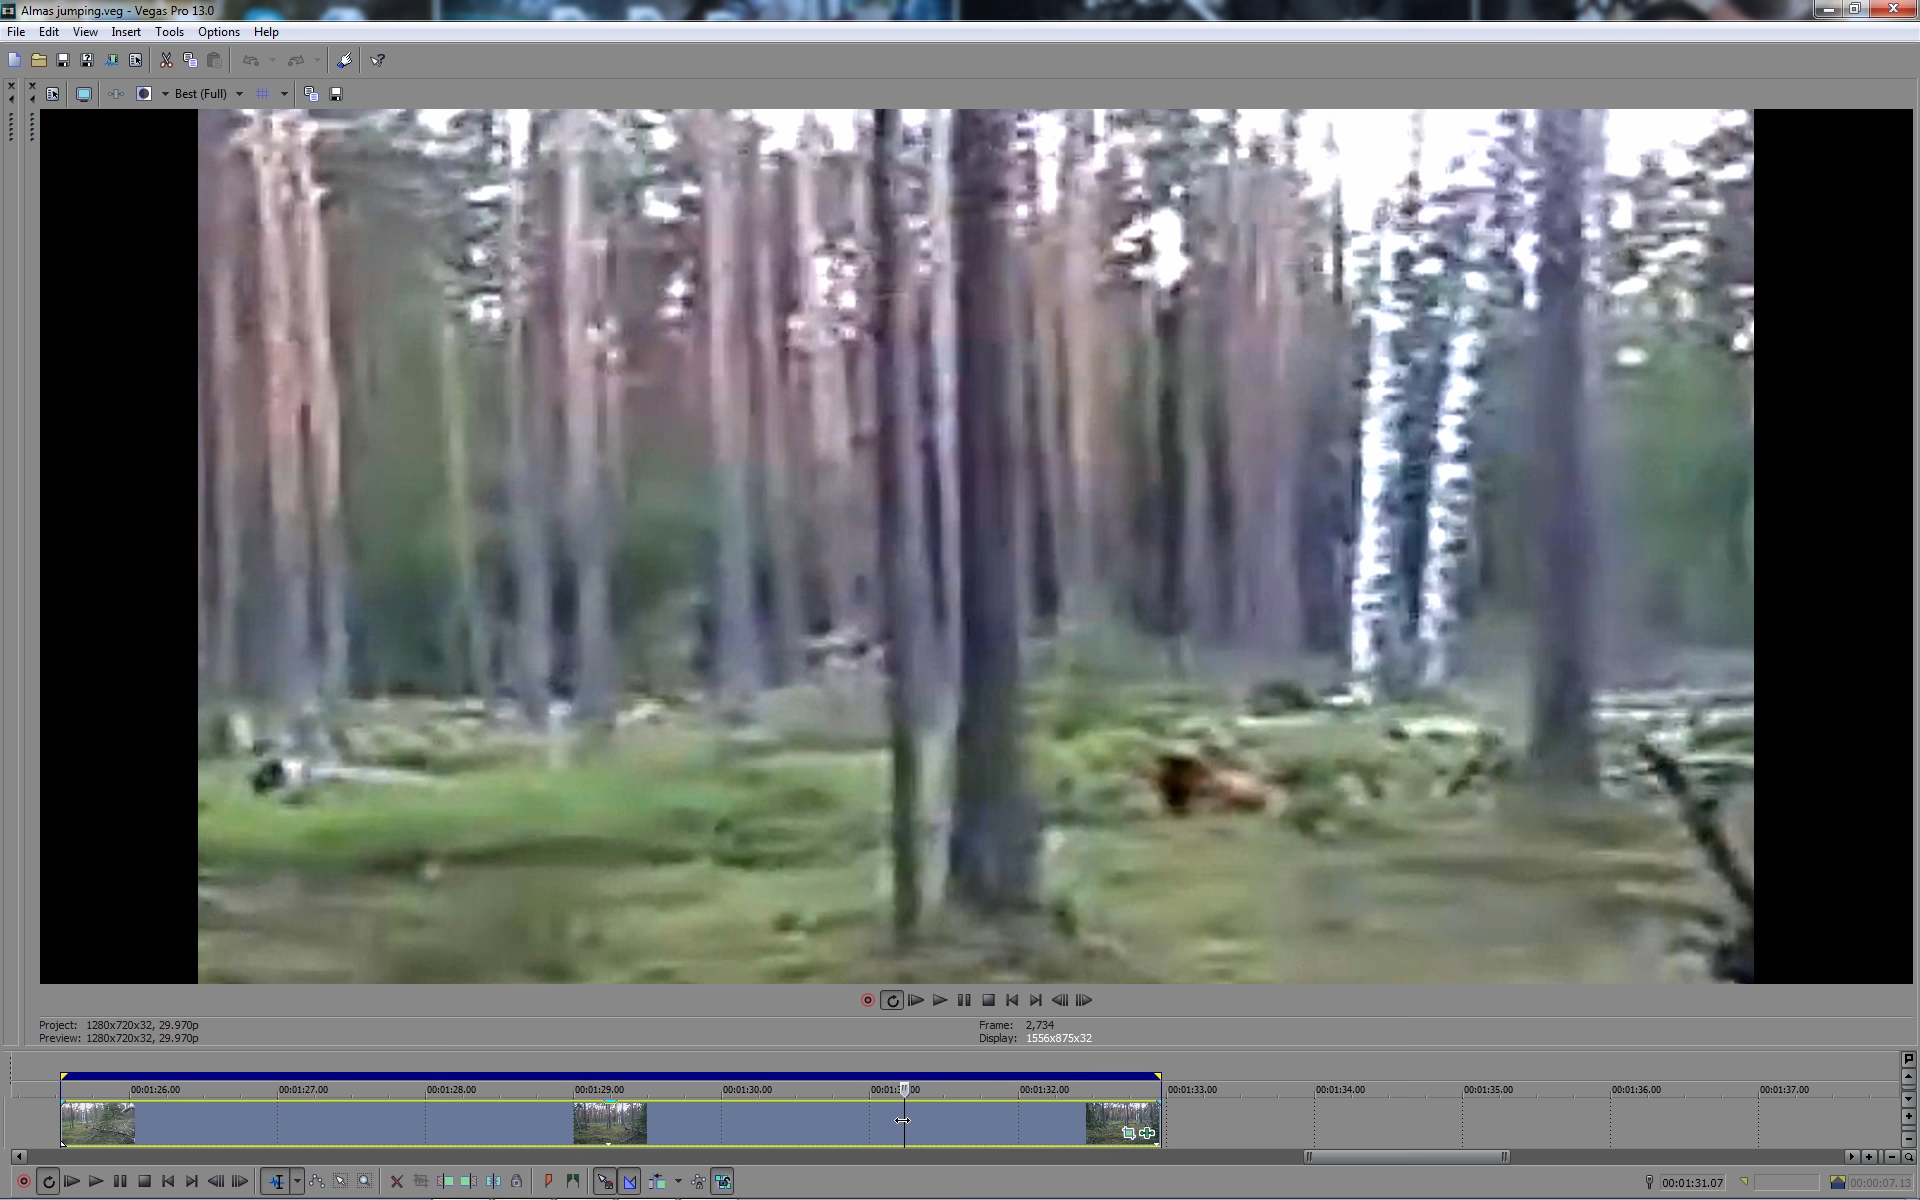 Almas jumping.veg - Vegas Pro 13.0
File Edit View Insert Tools Options Help
Best (Full)
Project: 1280x720x32, 29.970p
Preview: 1280x720x32, 29.970p
Frame: 2,734
Display: 1556x875x32
00:01:26.00 00:01:27.00 00:01:28.00 00:01:29.00 00:01:30.00 00:01:32.00 00:01:33.00 00:01:34.00 00:01:35.00 00:01:36.00 00:01:37.00
00:01:31.07
00:00:07.13